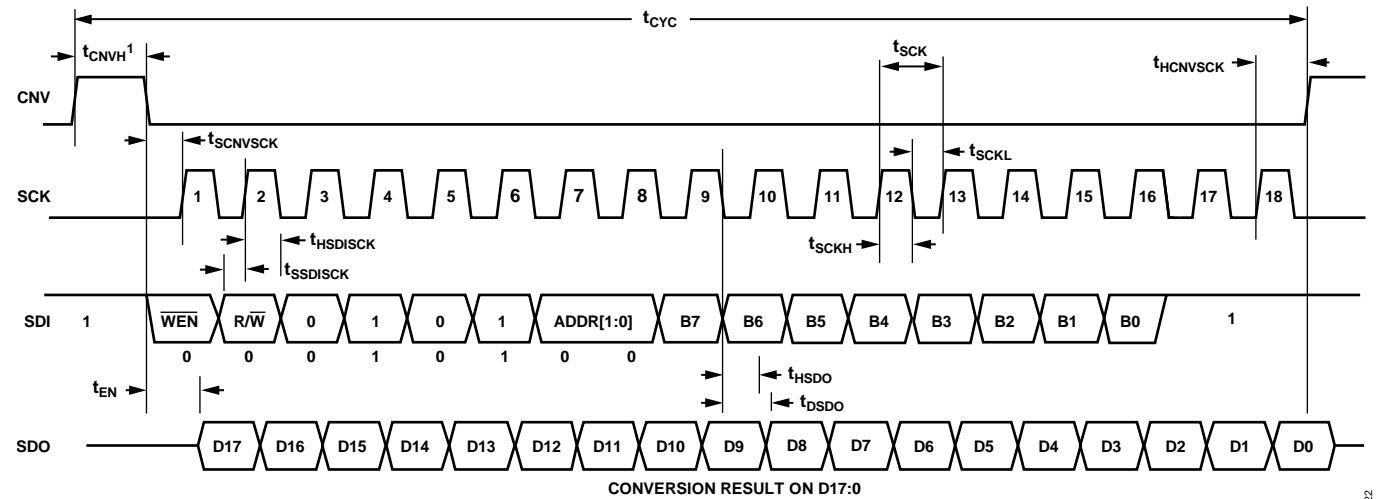 tCYC
tCNVH1
tSCK
tHCNVSCK
CNV
tSCNVSCK
tSCKL
SCK
1 2 3 4 5 6 7 8 9 10 11 12 13 14 15 16 17 18
tHSDISCK
tSCKH
tSSDISCK
SDI 1 WEN R/W 0 1 0 1 ADDR[1:0] B7 B6 B5 B4 B3 B2 B1 B0 1
0 0 0 1 0 1 0 0
tEN
tHSDO
tDSDO
SDO D17 D16 D15 D14 D13 D12 D11 D10 D9 D8 D7 D6 D5 D4 D3 D2 D1 D0
CONVERSION RESULT ON D17:0
22